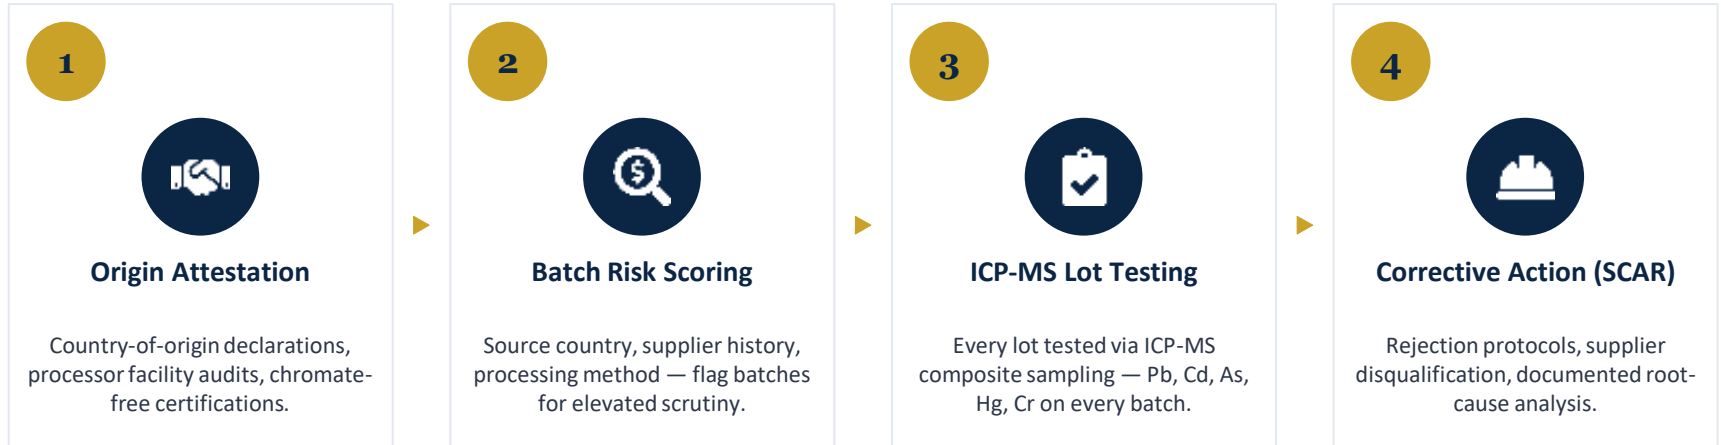 1
Origin Attestation
Country-of-origin declarations,
processor facility audits, chromate-
free certifications.
2
$
Batch Risk Scoring
Source country, supplier history,
processing method — flag batches
for elevated scrutiny.
3
ICP-MS Lot Testing
Every lot tested via ICP-MS
composite sampling — Pb, Cd, As,
Hg, Cr on every batch.
4
Corrective Action (SCAR)
Rejection protocols, supplier
disqualification, documented root-
cause analysis.